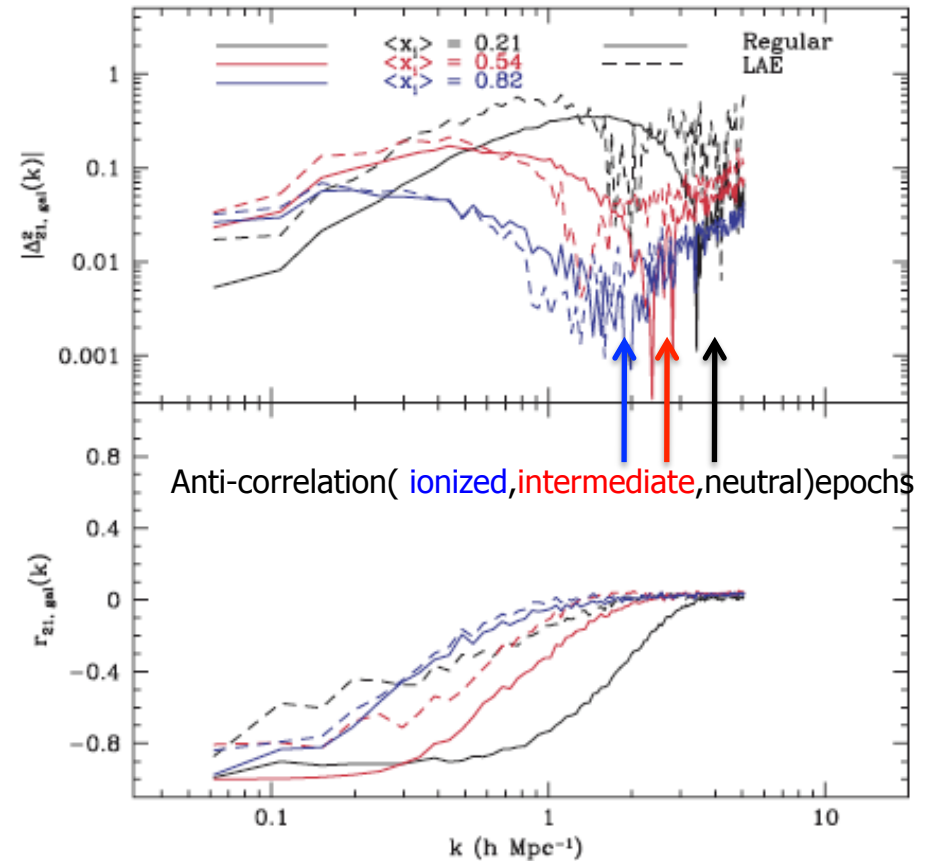 <x_i> = 0.21
<x_i> = 0.54
<x_i> = 0.82
Regular
LAE
1
0.1
0.01
0.001
|Δ²21, gal(k)|
Anti-correlation( ionized,intermediate,neutral)epochs
0.8
0.4
0
−0.4
−0.8
r21, gal(k)
0.1
1
10
k (h Mpc⁻¹)